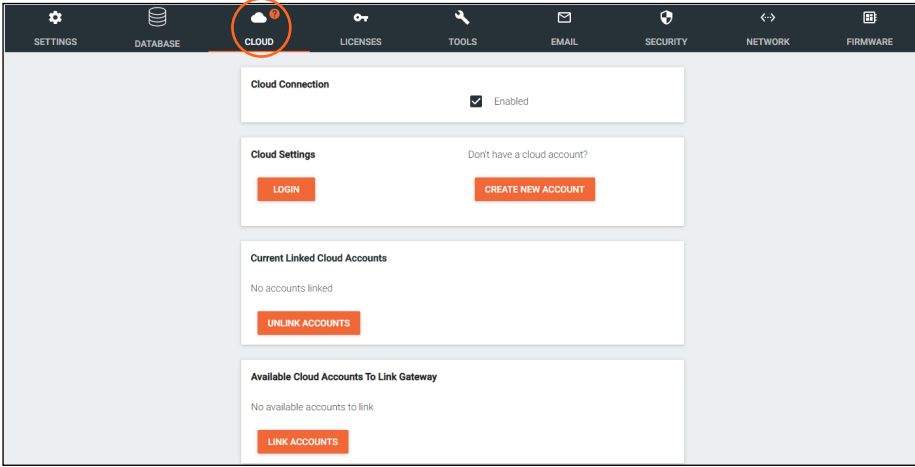 ?
SETTINGS DATABASE CLOUD LICENSES TOOLS EMAIL SECURITY NETWORK FIRMWARE
Cloud Connection
Enabled
Cloud Settings Don't have a cloud account?
LOGIN CREATE NEW ACCOUNT
Current Linked Cloud Accounts
No accounts linked
UNLINK ACCOUNTS
Available Cloud Accounts To Link Gateway
No available accounts to link
LINK ACCOUNTS